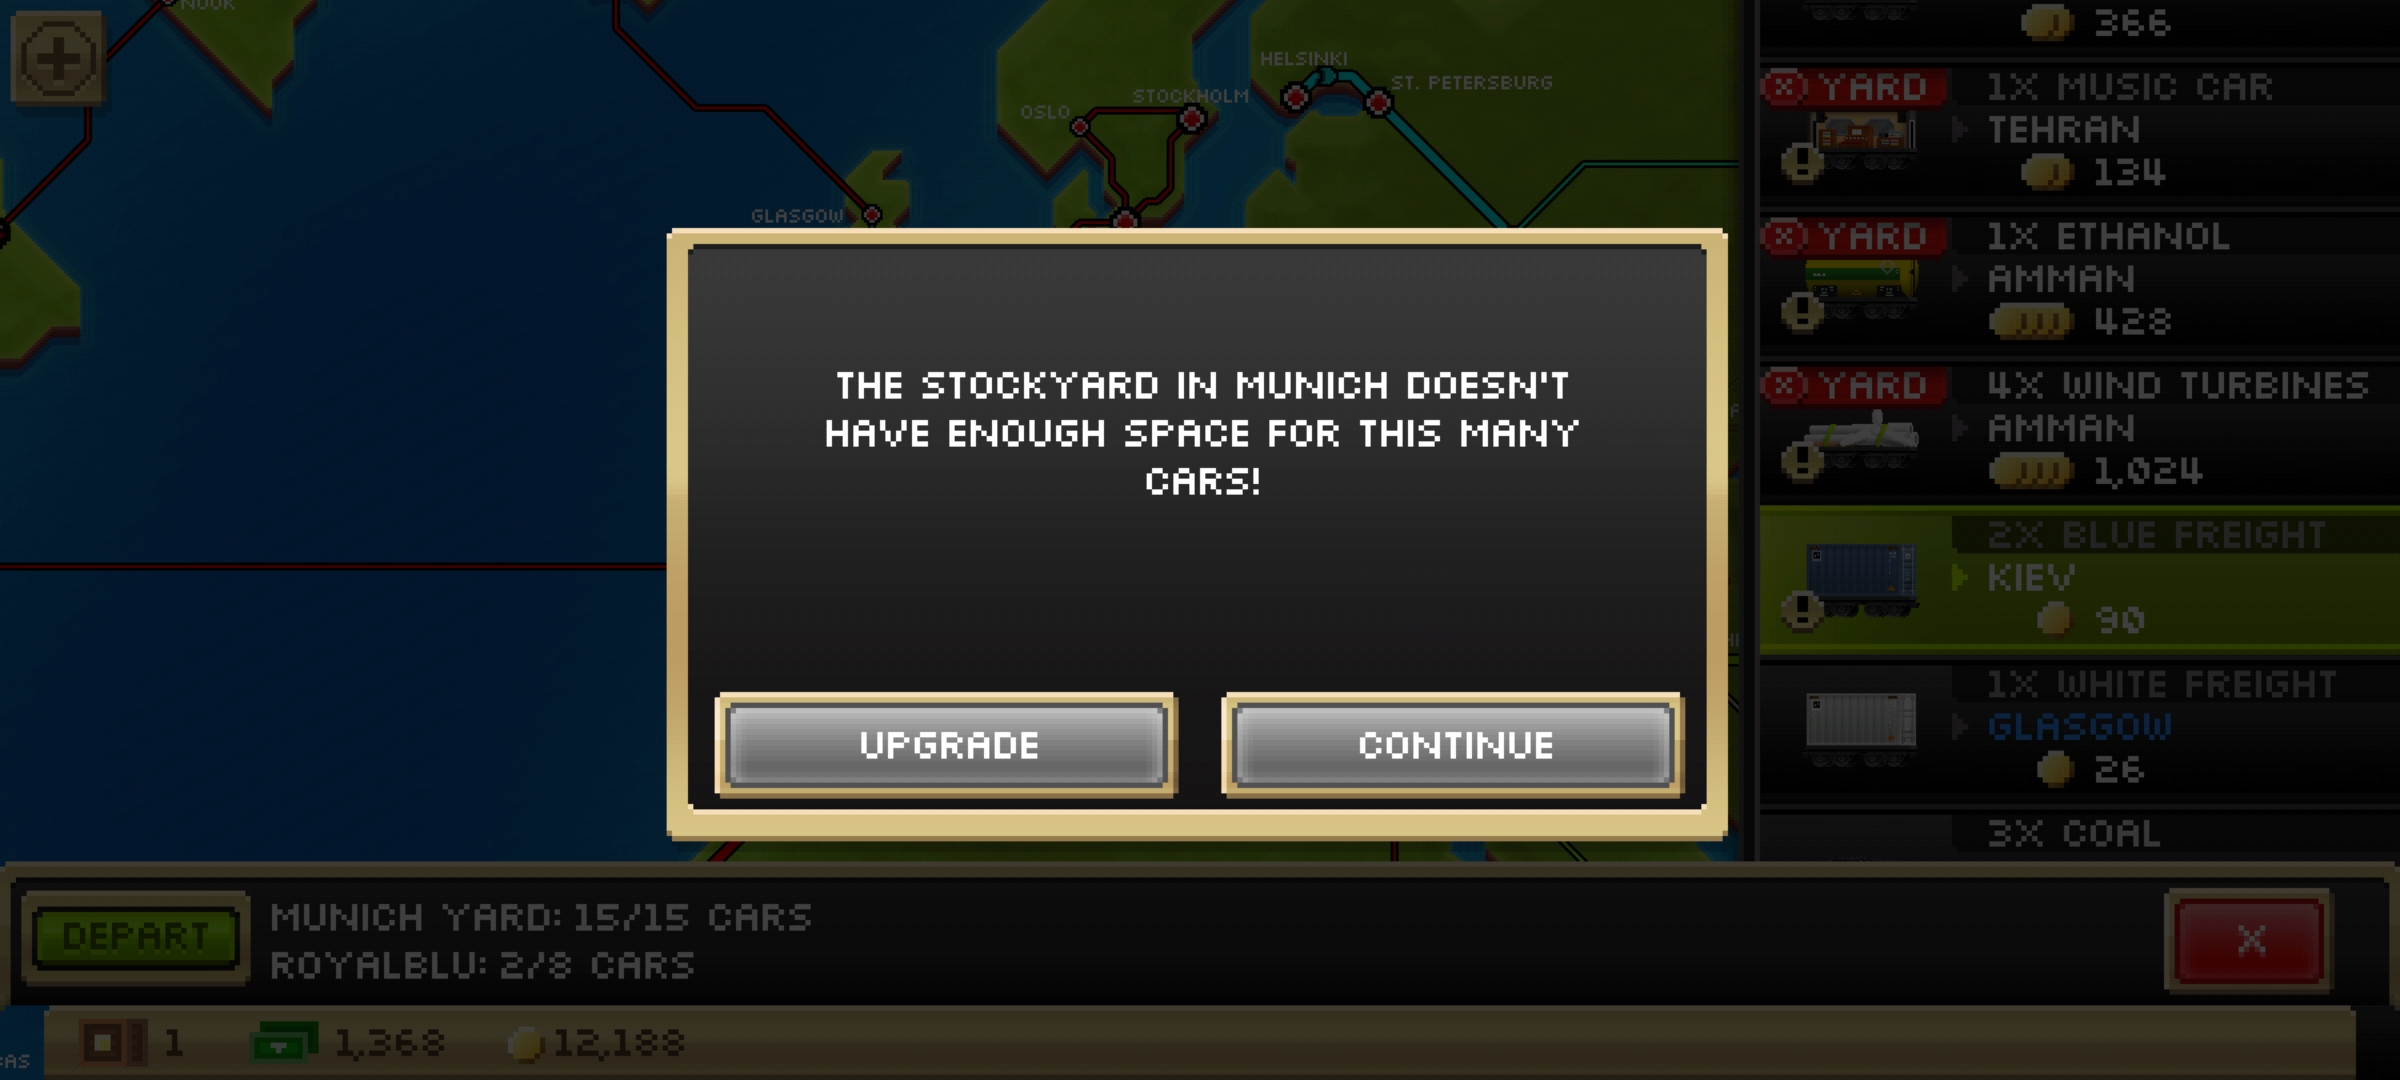 NUUK
HELSINKI
ST. PETERSBURG
STOCKHOLM
OSLO
GLASGOW
THE STOCKYARD IN MUNICH DOESN'T
HAVE ENOUGH SPACE FOR THIS MANY
CARS!
UPGRADE
CONTINUE
366
YARD
1X MUSIC CAR
TEHRAN
134
YARD
1X ETHANOL
AMMAN
428
YARD
4X WIND TURBINES
AMMAN
1,024
2X BLUE FREIGHT
KIEV
90
1X WHITE FREIGHT
GLASGOW
26
3X COAL
DEPART
MUNICH YARD: 15/15 CARS
ROYALBLU: 2/8 CARS
X
1
1,368
12,188